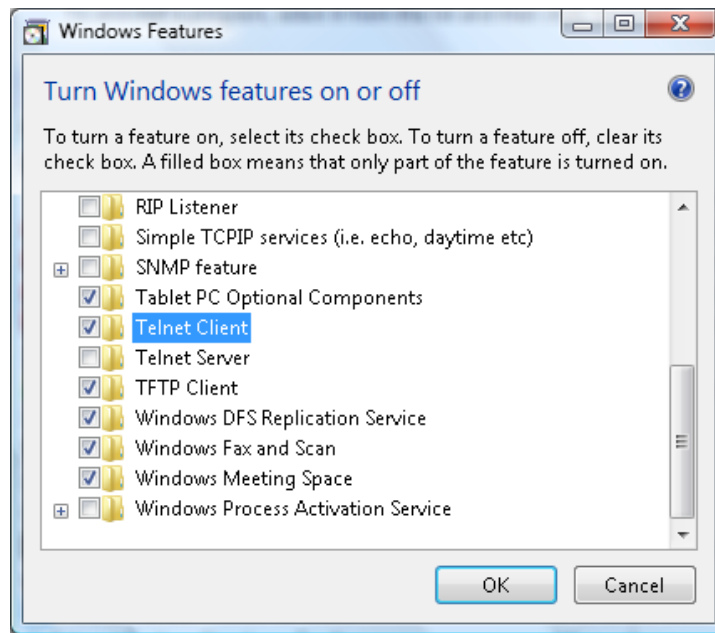 Windows Features
Turn Windows features on or off
To turn a feature on, select its check box. To turn a feature off, clear its
check box. A filled box means that only part of the feature is turned on.
RIP Listener
Simple TCPIP services (i.e. echo, daytime etc)
SNMP feature
Tablet PC Optional Components
Telnet Client
Telnet Server
TFTP Client
Windows DFS Replication Service
Windows Fax and Scan
Windows Meeting Space
Windows Process Activation Service
OK Cancel